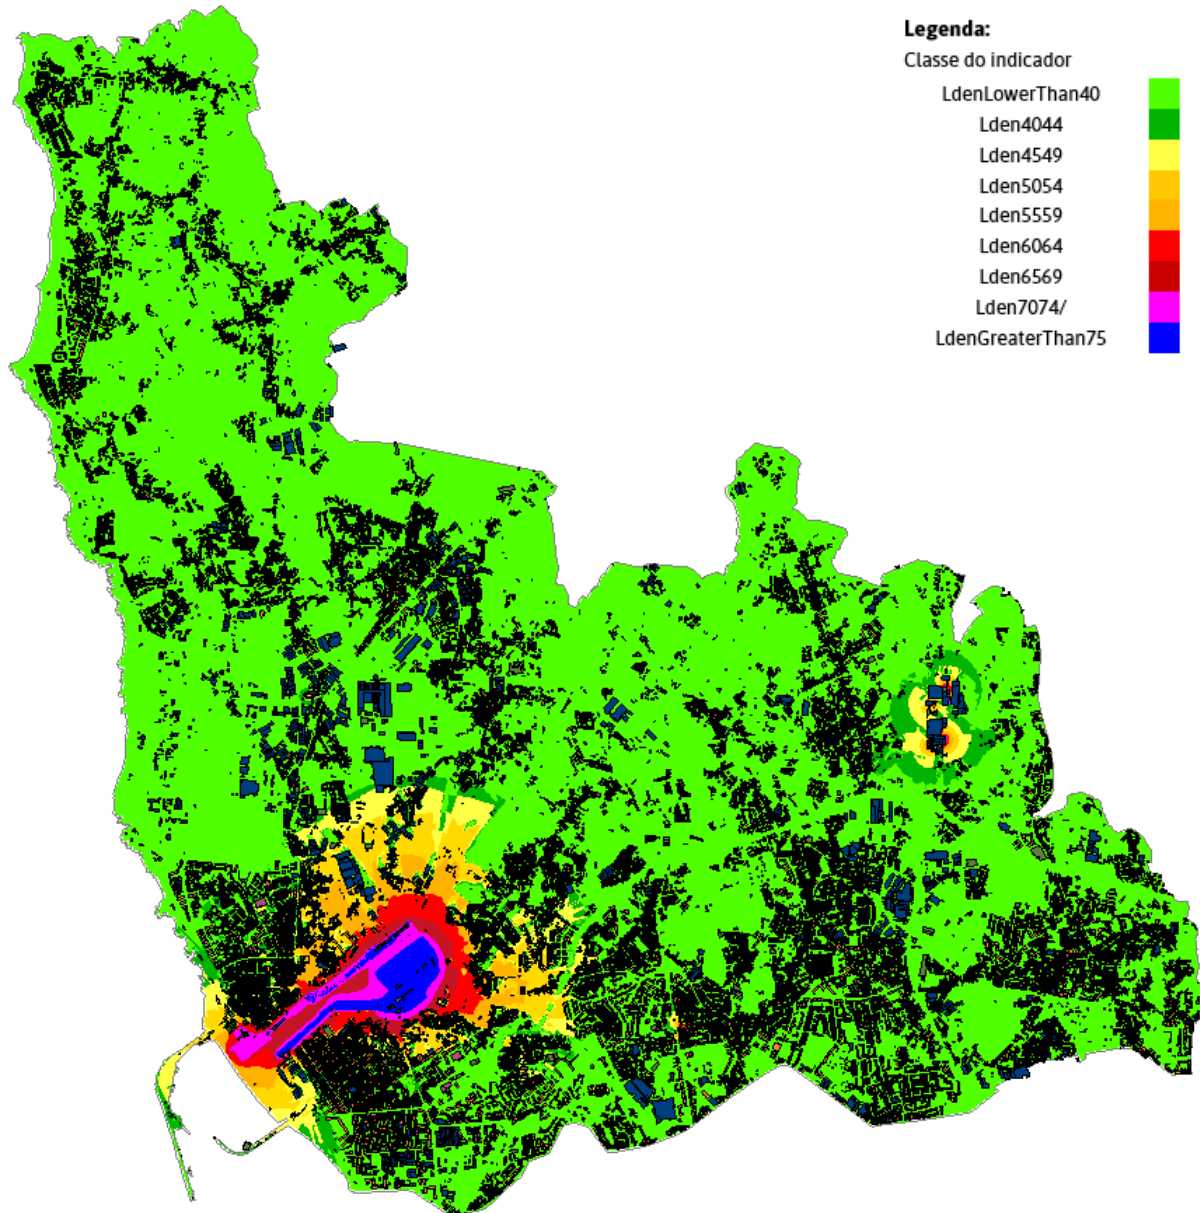 Legenda:
Classe do indicador
LdenLowerThan40
Lden4044
Lden4549
Lden5054
Lden5559
Lden6064
Lden6569
Lden7074/
LdenGreaterThan75